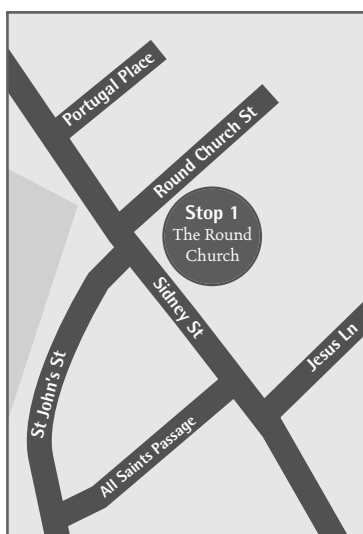 Portugal Place
Round Church St
Stop 1
The Round
Church
Sidney St
Jesus Ln
St John's St
All Saints Passage